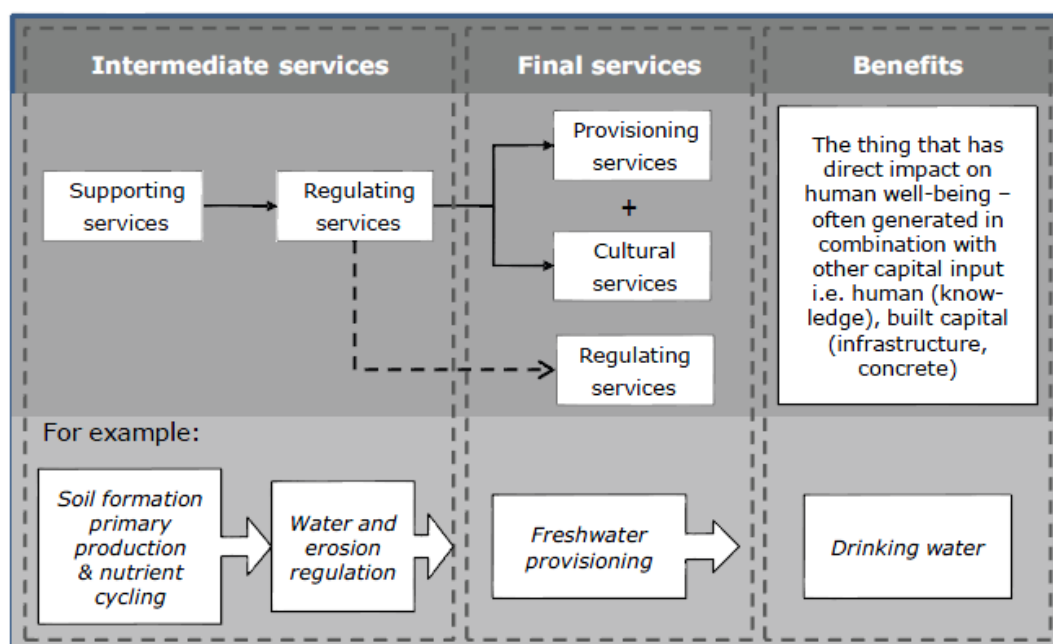 Intermediate services
Final services
Benefits
Supporting
services
Regulating
services
Provisioning
services
+
Cultural
services
Regulating
services
The thing that has
direct impact on
human well-being –
often generated in
combination with
other capital input
i.e. human (know-
ledge), built capital
(infrastructure,
concrete)
For example:
Soil formation
primary
production
& nutrient
cycling
Water and
erosion
regulation
Freshwater
provisioning
Drinking water